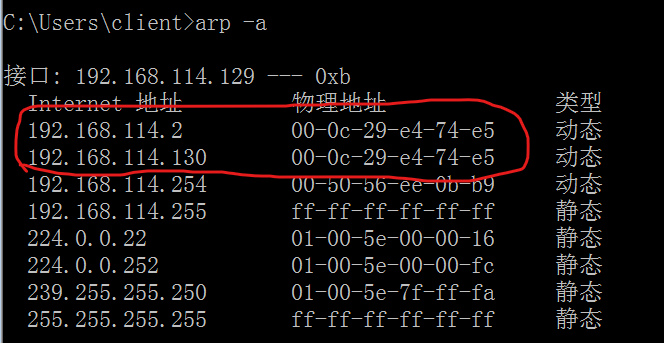 C:\Users\client>arp -a
接口: 192.168.114.129 --- 0xb
Internet 地址 物理地址 类型
192.168.114.2 00-0c-29-e4-74-e5 动态
192.168.114.130 00-0c-29-e4-74-e5 动态
192.168.114.254 00-50-56-ee-0b-b9 动态
192.168.114.255 ff-ff-ff-ff-ff-ff 静态
224.0.0.22 01-00-5e-00-00-16 静态
224.0.0.252 01-00-5e-00-00-fc 静态
239.255.255.250 01-00-5e-7f-ff-fa 静态
255.255.255.255 ff-ff-ff-ff-ff-ff 静态